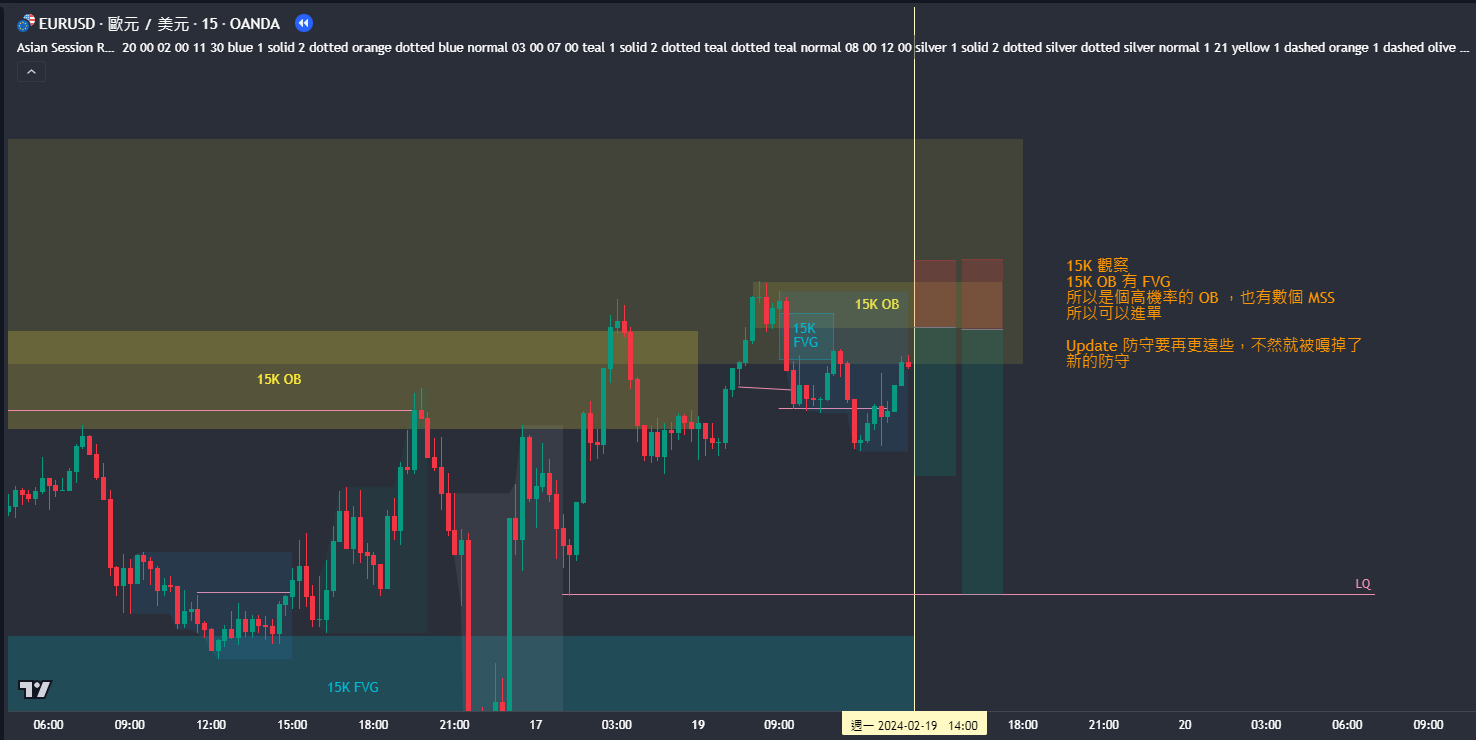 EURUSD · 歐元 / 美元 · 15 · OANDA
Asian Session R... 20 00 02 00 11 30 blue 1 solid 2 dotted orange dotted blue normal 03 00 07 00 teal 1 solid 2 dotted teal dotted teal normal 08 00 12 00 silver 1 solid 2 dotted silver dotted silver normal 1 21 yellow 1 dashed orange 1 dashed olive ...
15K 觀察
15K OB 有 FVG
所以是個高機率的 OB ，也有數個 MSS
所以可以進單
Update 防守要再更遠些，不然就被嘎掉了
新的防守
15K OB
15K
FVG
15K OB
LQ
15K FVG
06:00 09:00 12:00 15:00 18:00 21:00 17 03:00 19 09:00 週一 2024-02-19 14:00 18:00 21:00 20 03:00 06:00 09:00